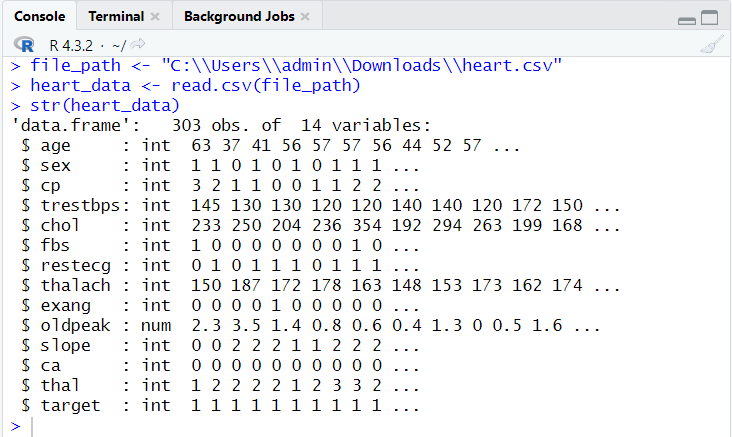 Console Terminal Background Jobs
R 4.3.2 · ~/
> file_path <- "C:\\Users\\admin\\Downloads\\heart.csv"
> heart_data <- read.csv(file_path)
> str(heart_data)
'data.frame':   303 obs. of  14 variables:
 $ age     : int  63 37 41 56 57 57 56 44 52 57 ...
 $ sex     : int  1 1 0 1 0 1 0 1 1 1 ...
 $ cp      : int  3 2 1 1 0 0 1 1 2 2 ...
 $ trestbps: int  145 130 130 120 120 140 140 120 172 150 ...
 $ chol    : int  233 250 204 236 354 192 294 263 199 168 ...
 $ fbs     : int  1 0 0 0 0 0 0 0 1 0 ...
 $ restecg : int  0 1 0 1 1 1 0 1 1 1 ...
 $ thalach : int  150 187 172 178 163 148 153 173 162 174 ...
 $ exang   : int  0 0 0 0 1 0 0 0 0 0 ...
 $ oldpeak : num  2.3 3.5 1.4 0.8 0.6 0.4 1.3 0 0.5 1.6 ...
 $ slope   : int  0 0 2 2 2 1 1 2 2 2 ...
 $ ca      : int  0 0 0 0 0 0 0 0 0 0 ...
 $ thal    : int  1 2 2 2 2 1 2 3 3 2 ...
 $ target  : int  1 1 1 1 1 1 1 1 1 1 ...
>